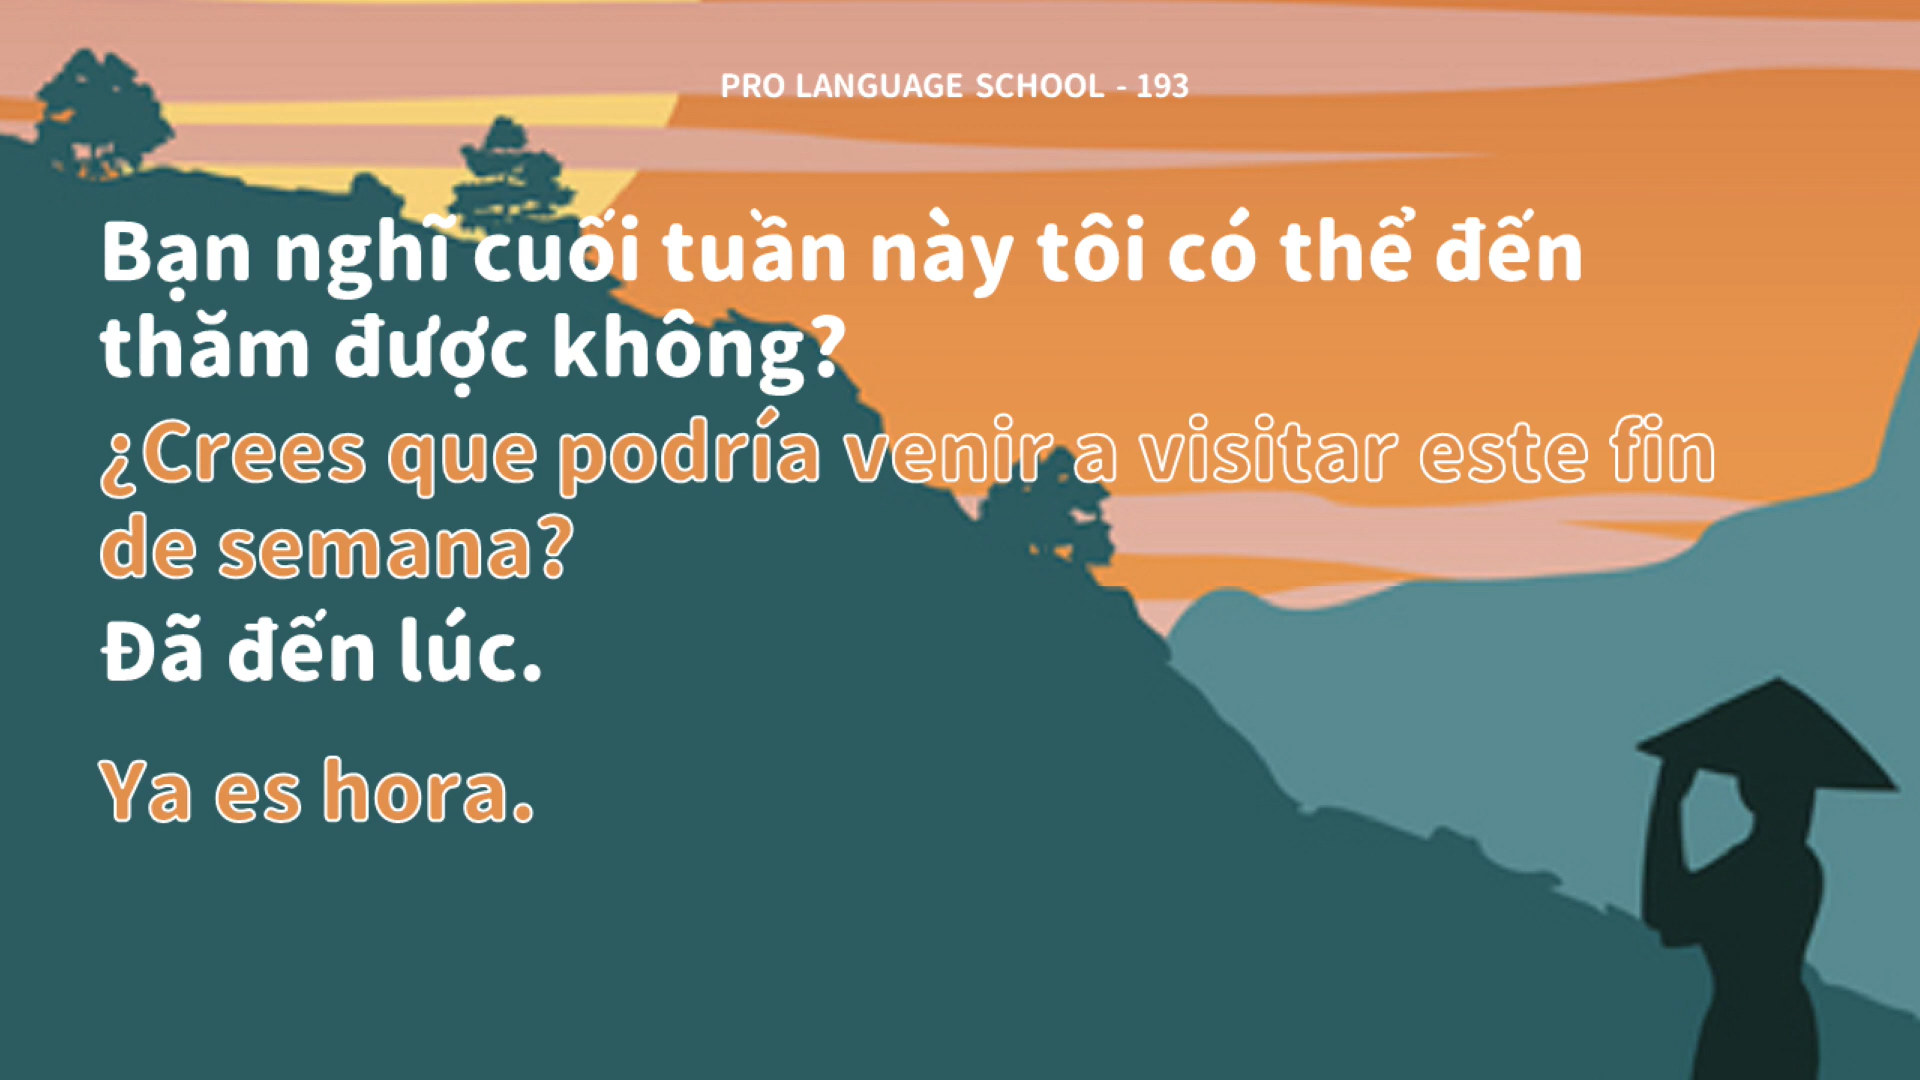 PRO LANGUAGE SCHOOL - 193
Bạn nghĩ cuối tuần này tôi có thể đến
thăm được không?
¿Crees que podría venir a visitar este fin
de semana?
Đã đến lúc.
Ya es hora.